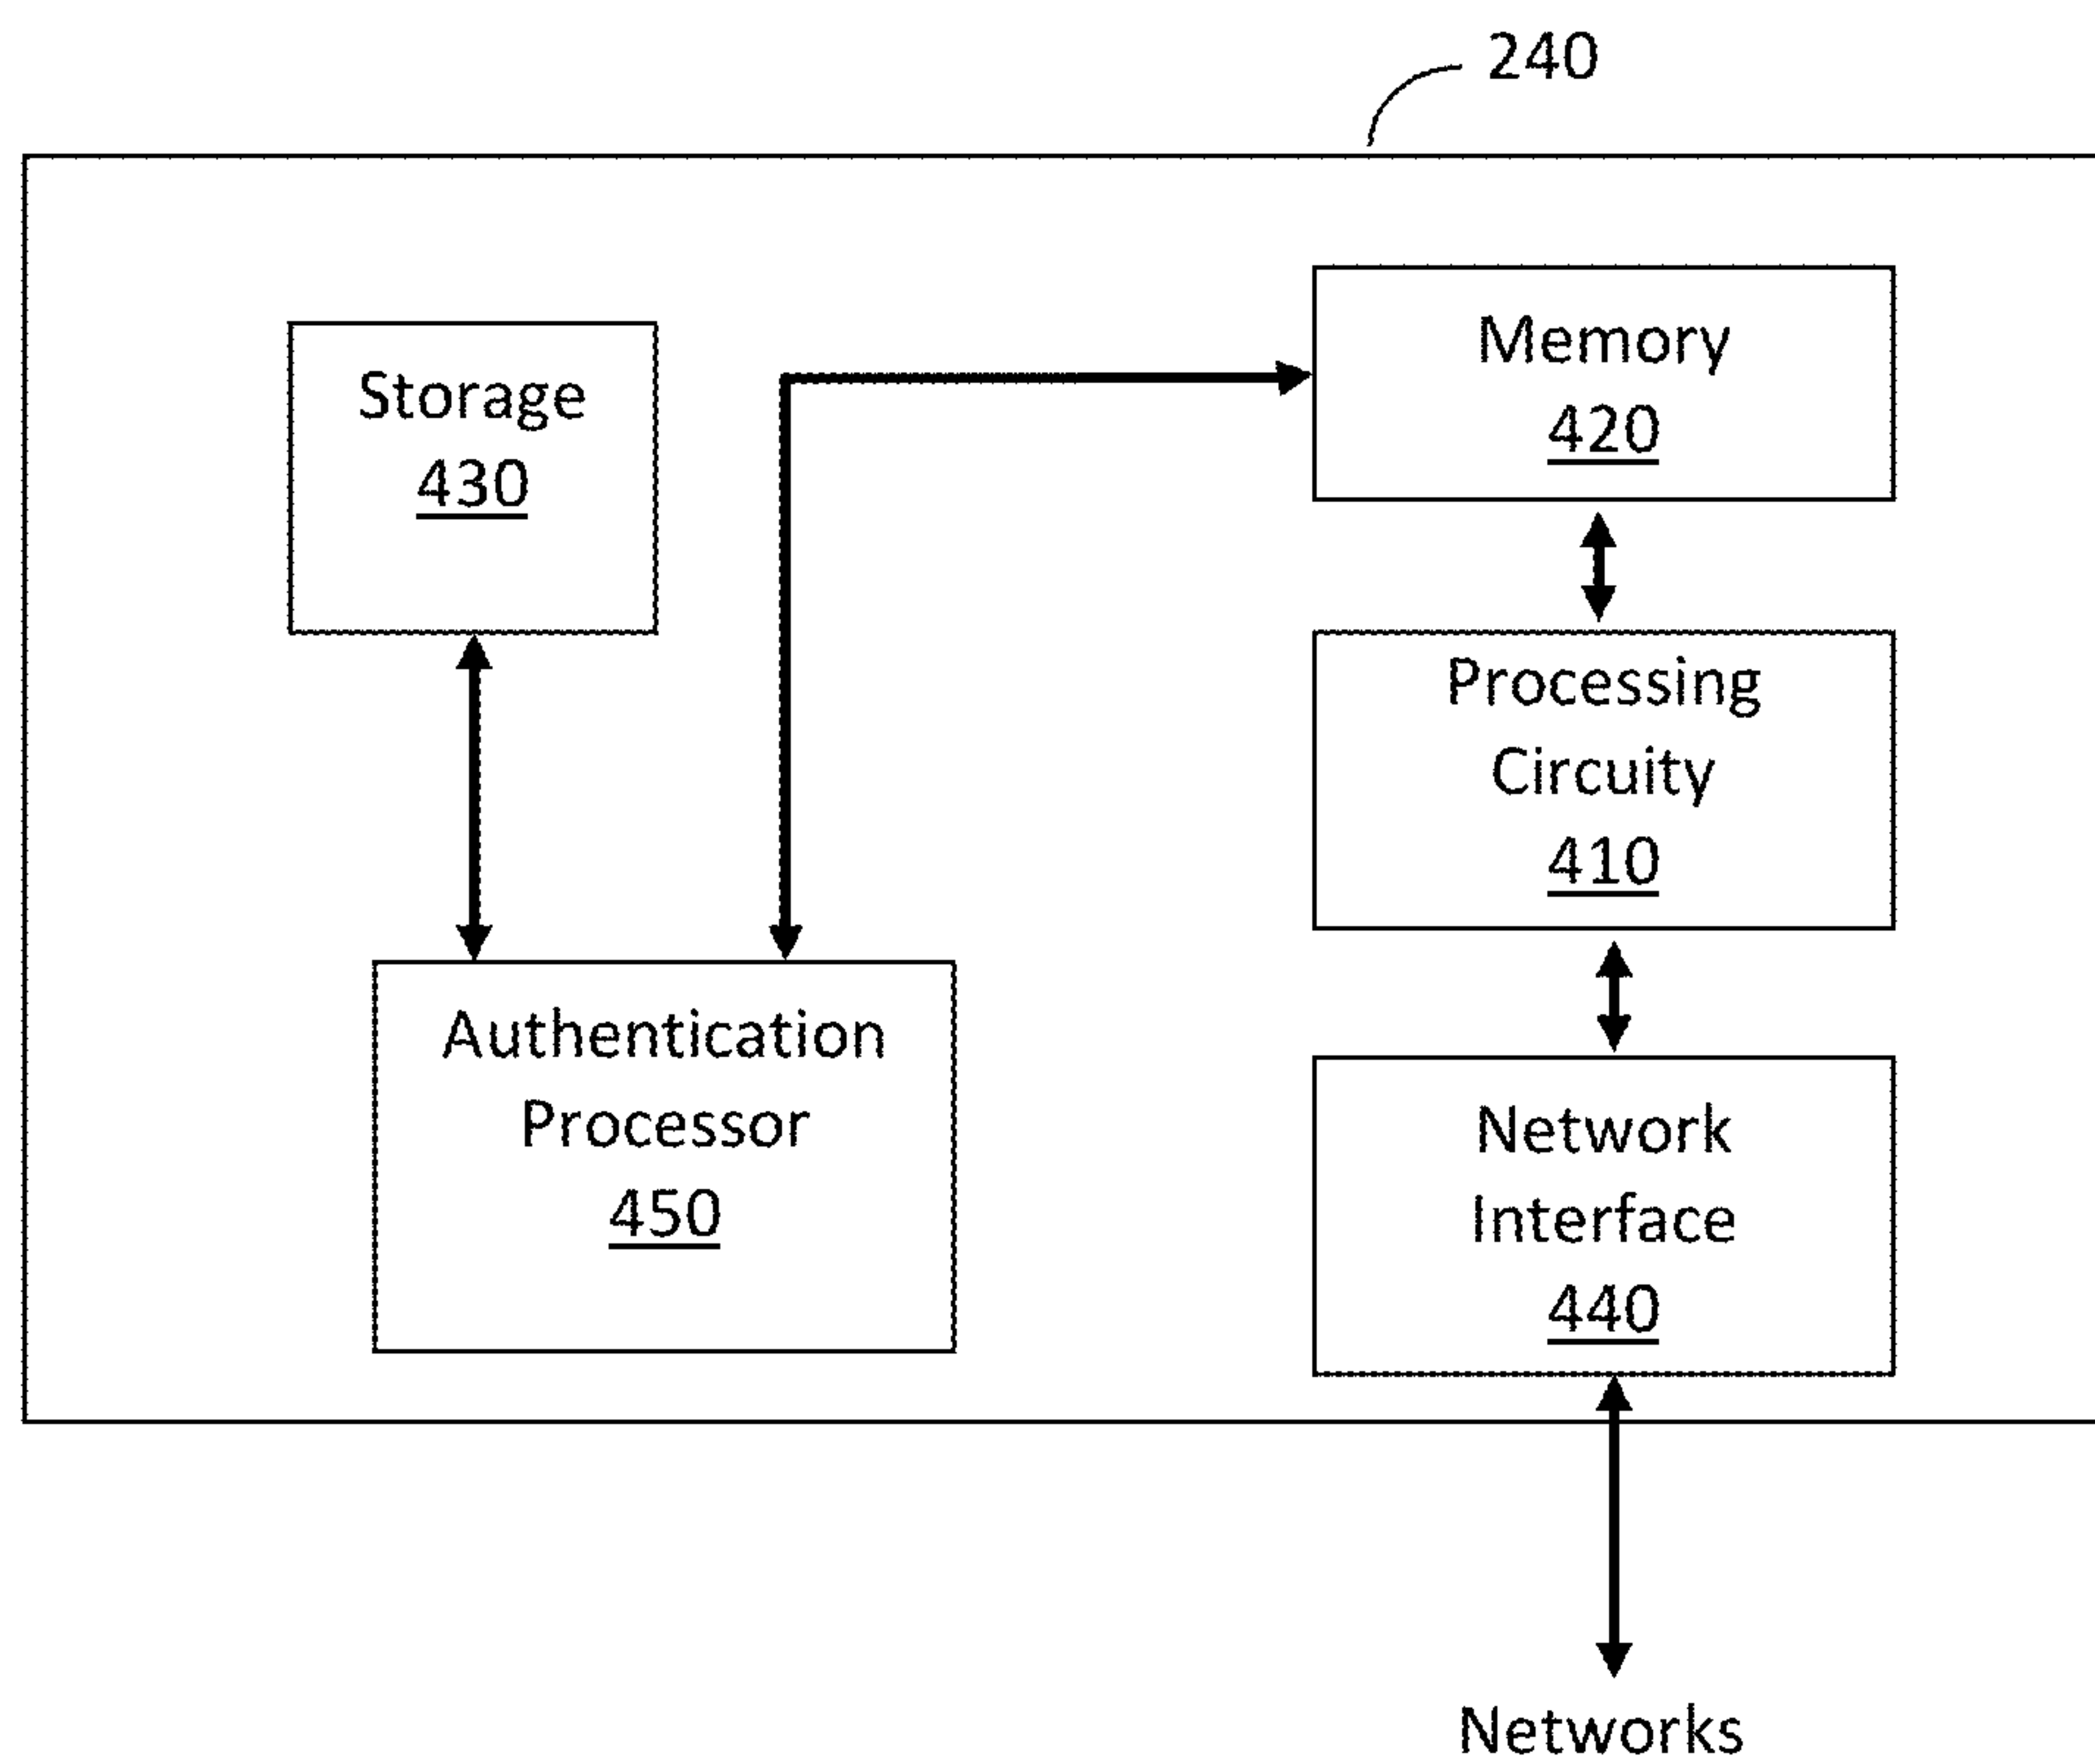 240
Storage
430
Memory
420
Processing
Circuity
410
Authentication
Processor
450
Network
Interface
440
Networks